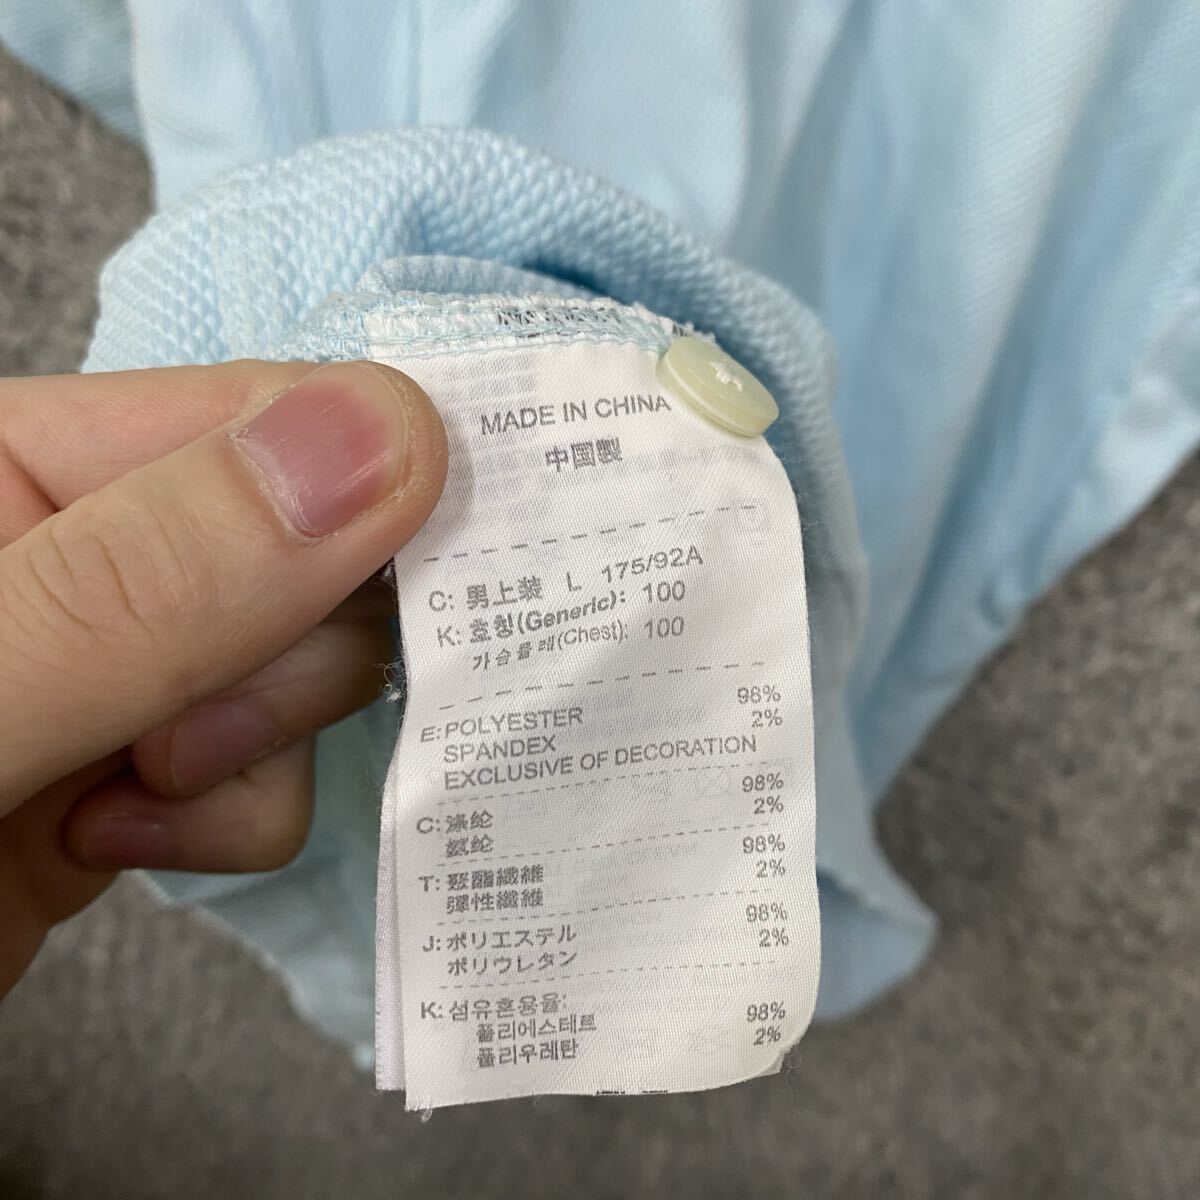 MADE IN CHINA
中国製
C: 男上装 L 175/92A
K: 호칭(Generic): 100
가슴둘레(Chest): 100
E: POLYESTER 98%
SPANDEX 2%
EXCLUSIVE OF DECORATION
C: 涤纶 98%
氨纶 2%
T: 聚酯纖維 98%
彈性纖維 2%
J: ポリエステル 98%
ポリウレタン 2%
K: 섬유혼용율:
폴리에스테르 98%
폴리우레탄 2%